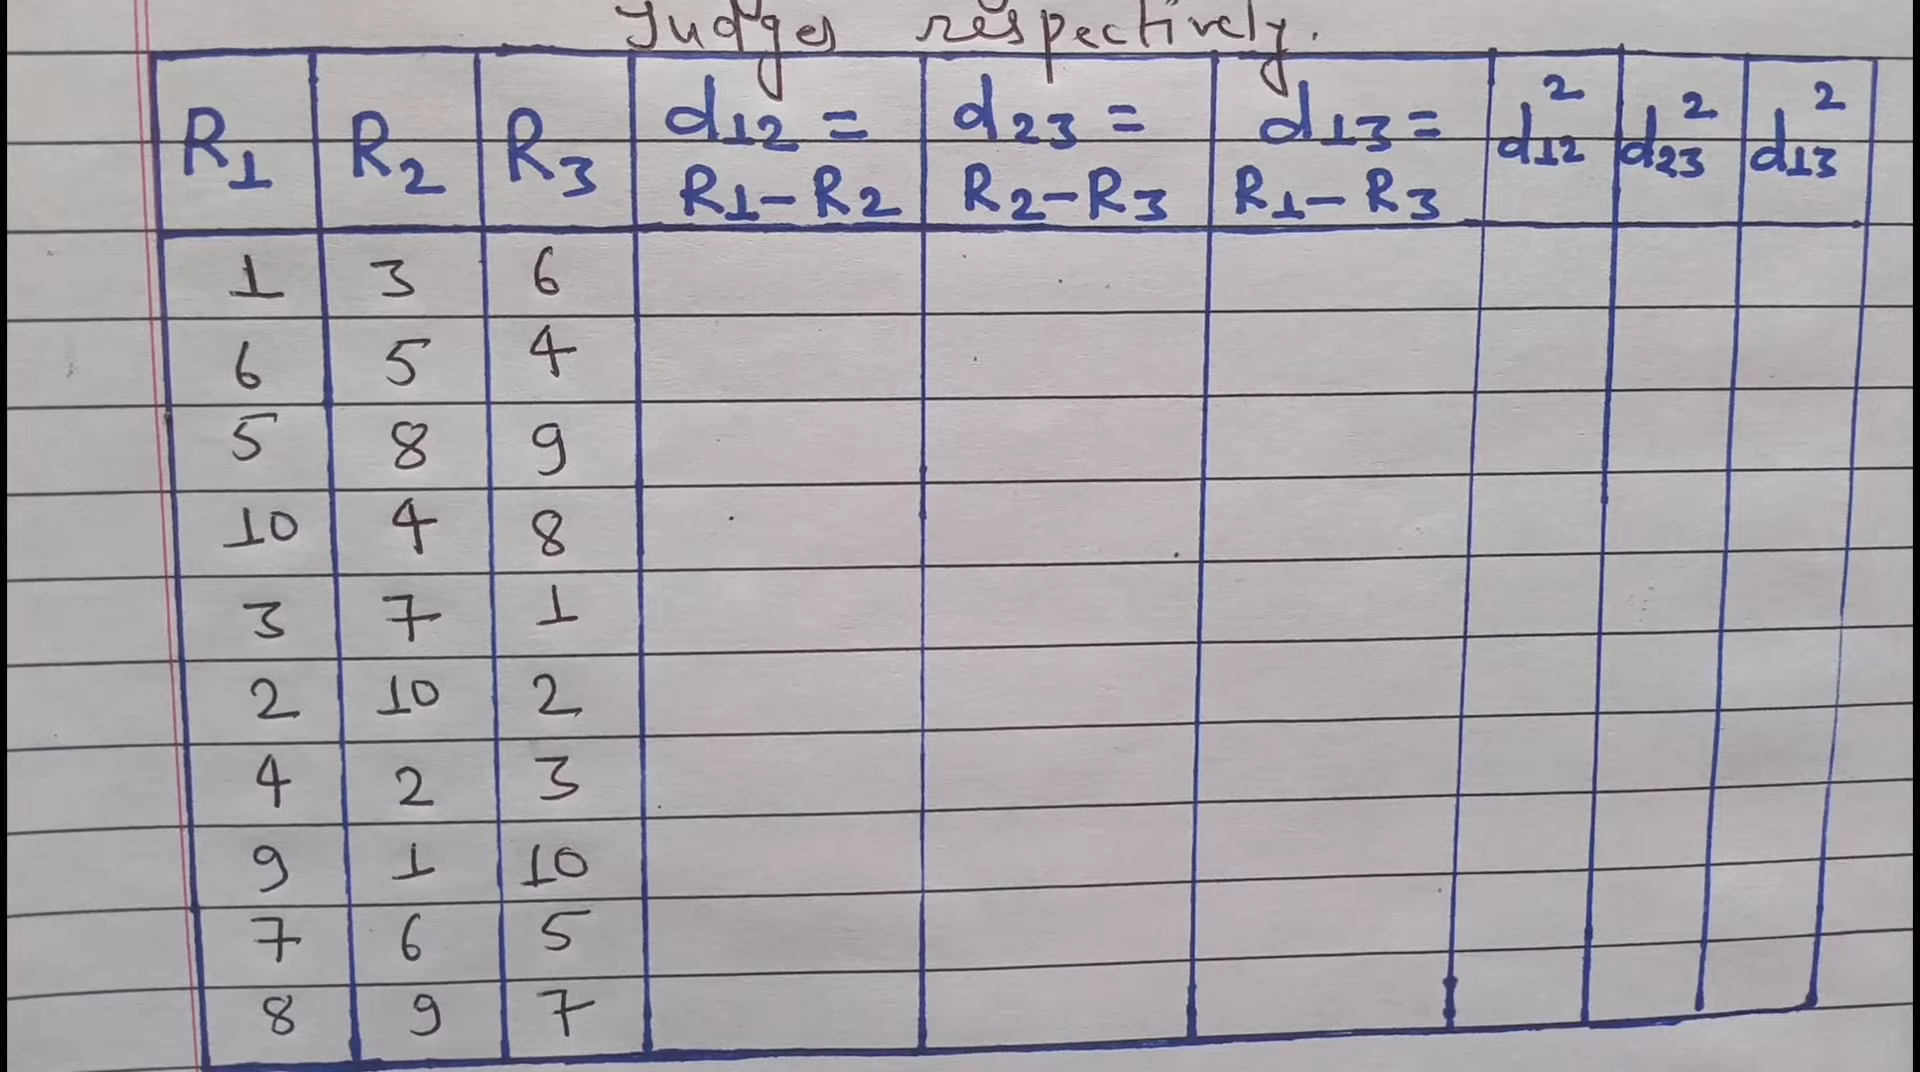 Judges respectively.
R1 R2 R3 d12 = R1-R2 d23 = R2-R3 d13 = R1-R3 d12² d23² d13²
1 3 6
6 5 4
5 8 9
10 4 8
3 7 1
2 10 2
4 2 3
9 1 10
7 6 5
8 9 7